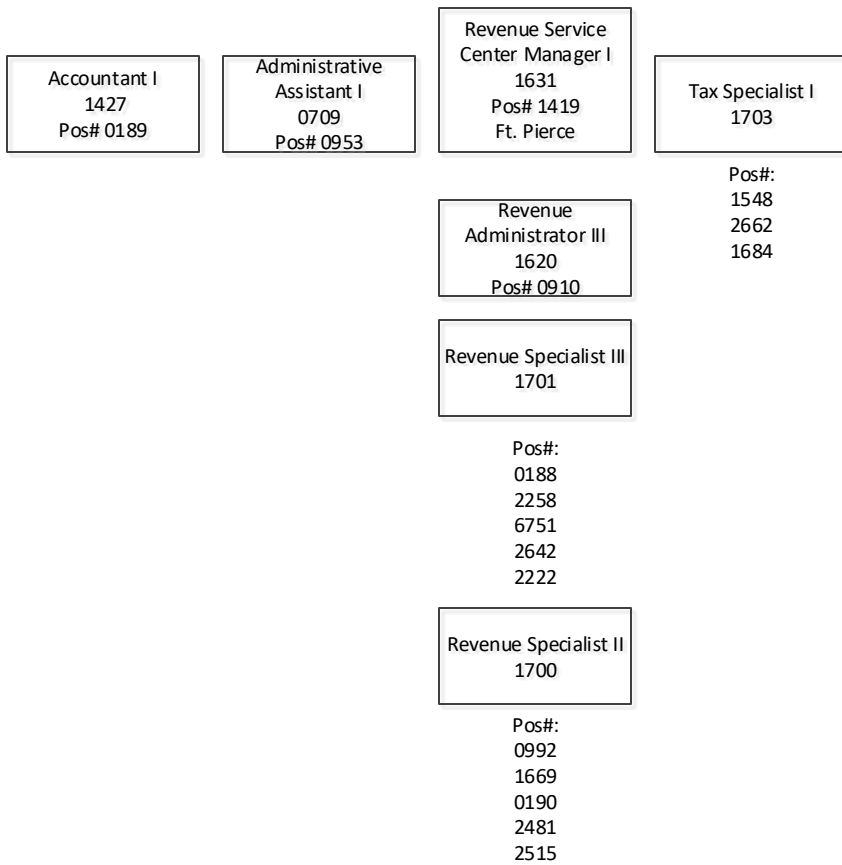 Accountant I
1427
Pos# 0189
Administrative
Assistant I
0709
Pos# 0953
Revenue Service
Center Manager I
1631
Pos# 1419
Ft. Pierce
Tax Specialist I
1703
Pos#:
1548
2662
1684
Revenue
Administrator III
1620
Pos# 0910
Revenue Specialist III
1701
Pos#:
0188
2258
6751
2642
2222
Revenue Specialist II
1700
Pos#:
0992
1669
0190
2481
2515